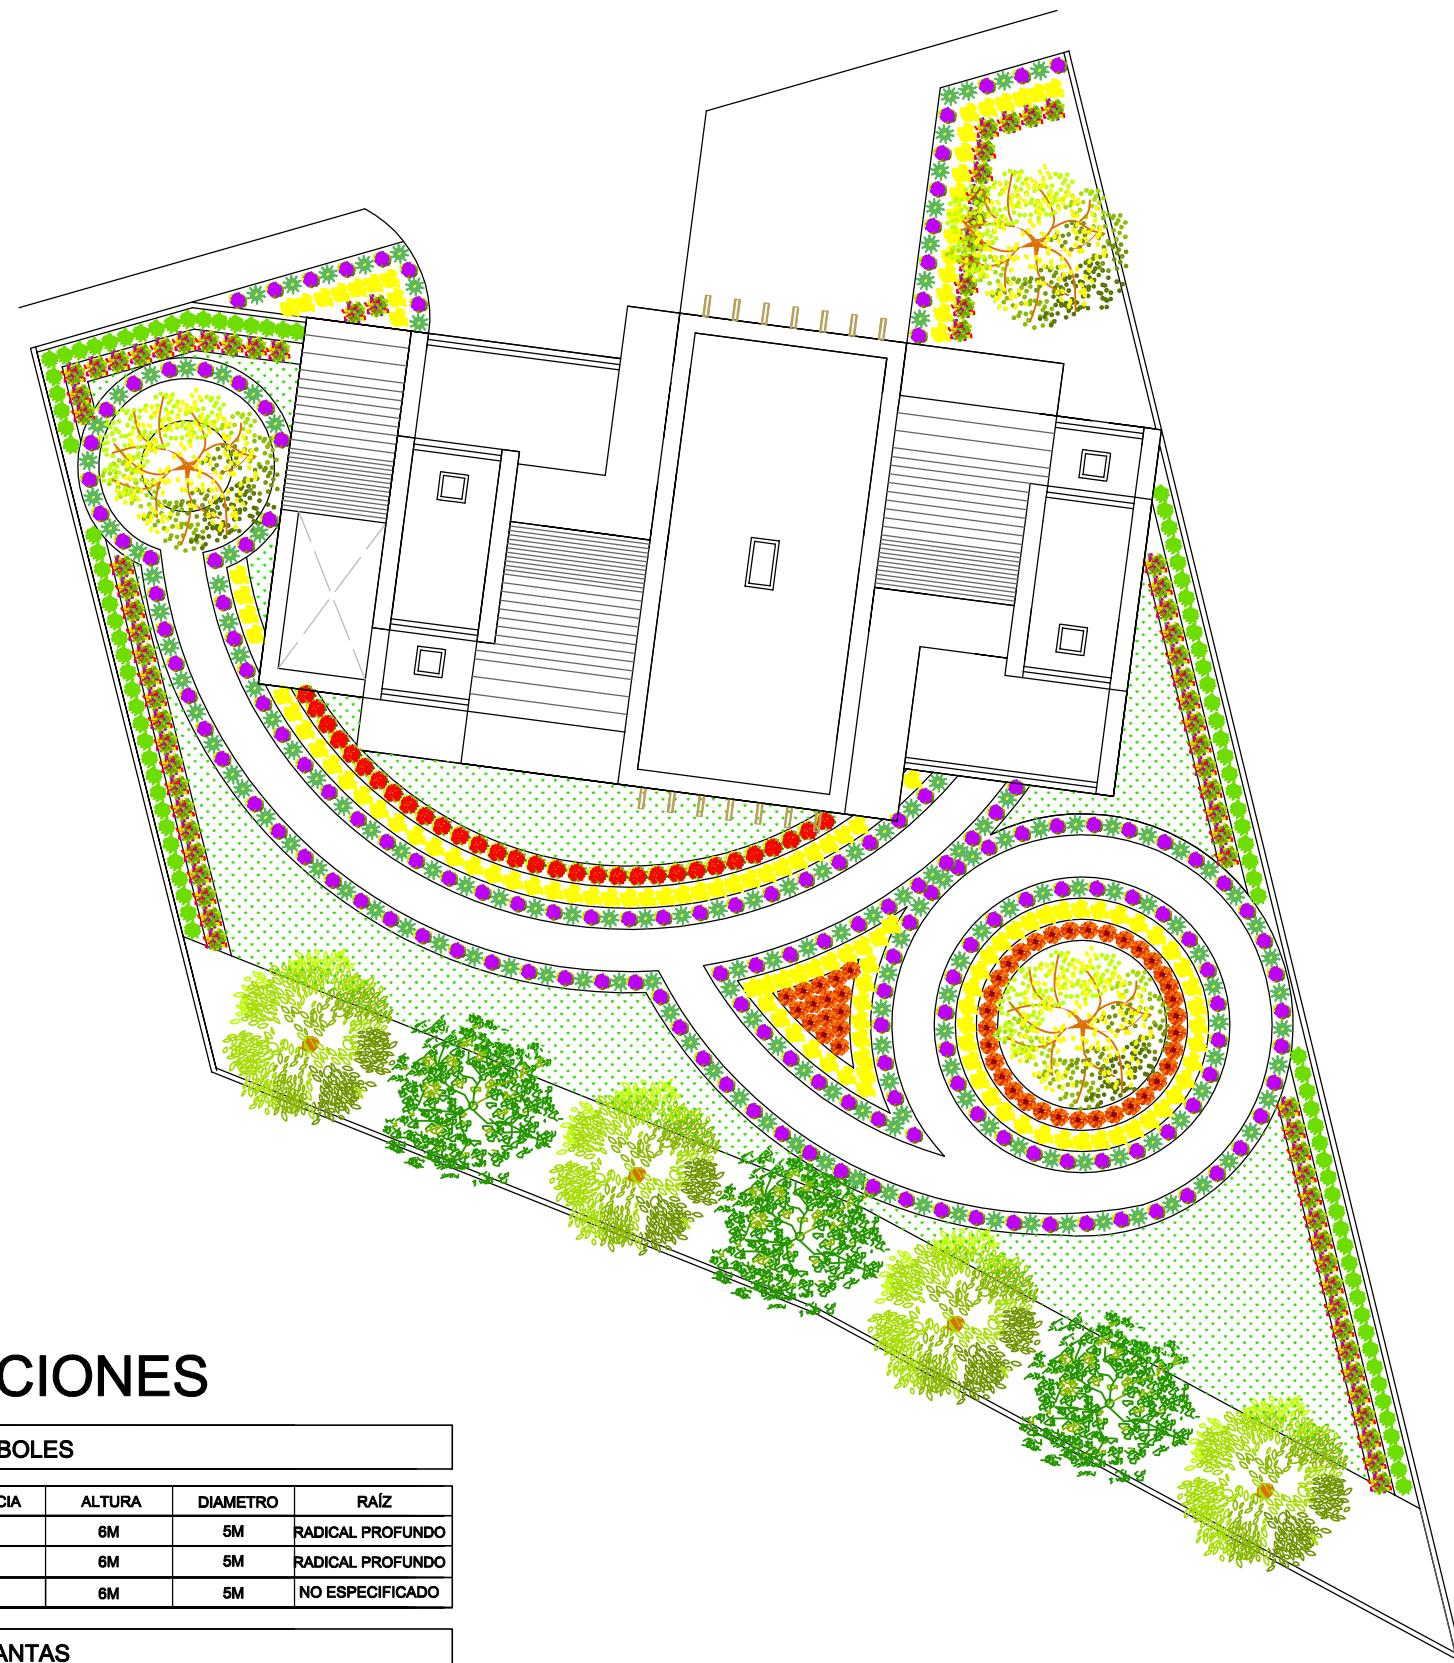 CIONES
BOLES
CIA ALTURA DIAMETRO RAÍZ
6M 5M RADICAL PROFUNDO
6M 5M RADICAL PROFUNDO
6M 5M NO ESPECIFICADO
ANTAS